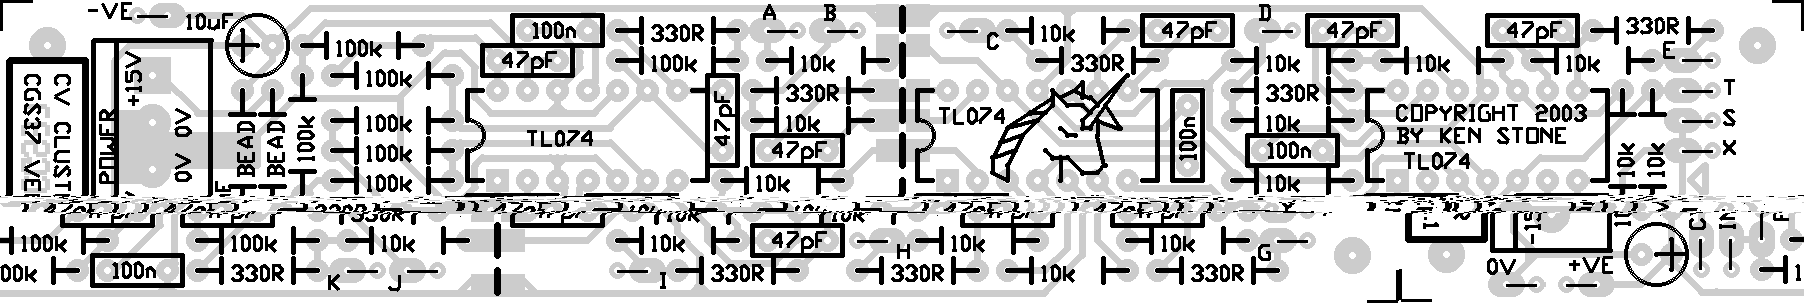 -VE 10uF 100n 330R A B 10k 47pF D 47pF 47pF 330R
100k 47pF 100k 10k C 330R 10k 10k 10k E
CGS37 VE
CV CLUST
POWER
+15V
0V 0V
100k 330R 330R T
BEAD
BEAD
100k
100k 10k TL074 10k COPYRIGHT 2003 S
TL074 BY KEN STONE
100k 47pF 47pF 100n 100n TL074 10k 10k X
100k 10k 10k
100k 100k 10k 10k 47pF H 10k 10k G
00k 100n 330R K J I 330R 330R 10k 330R 0V +VE